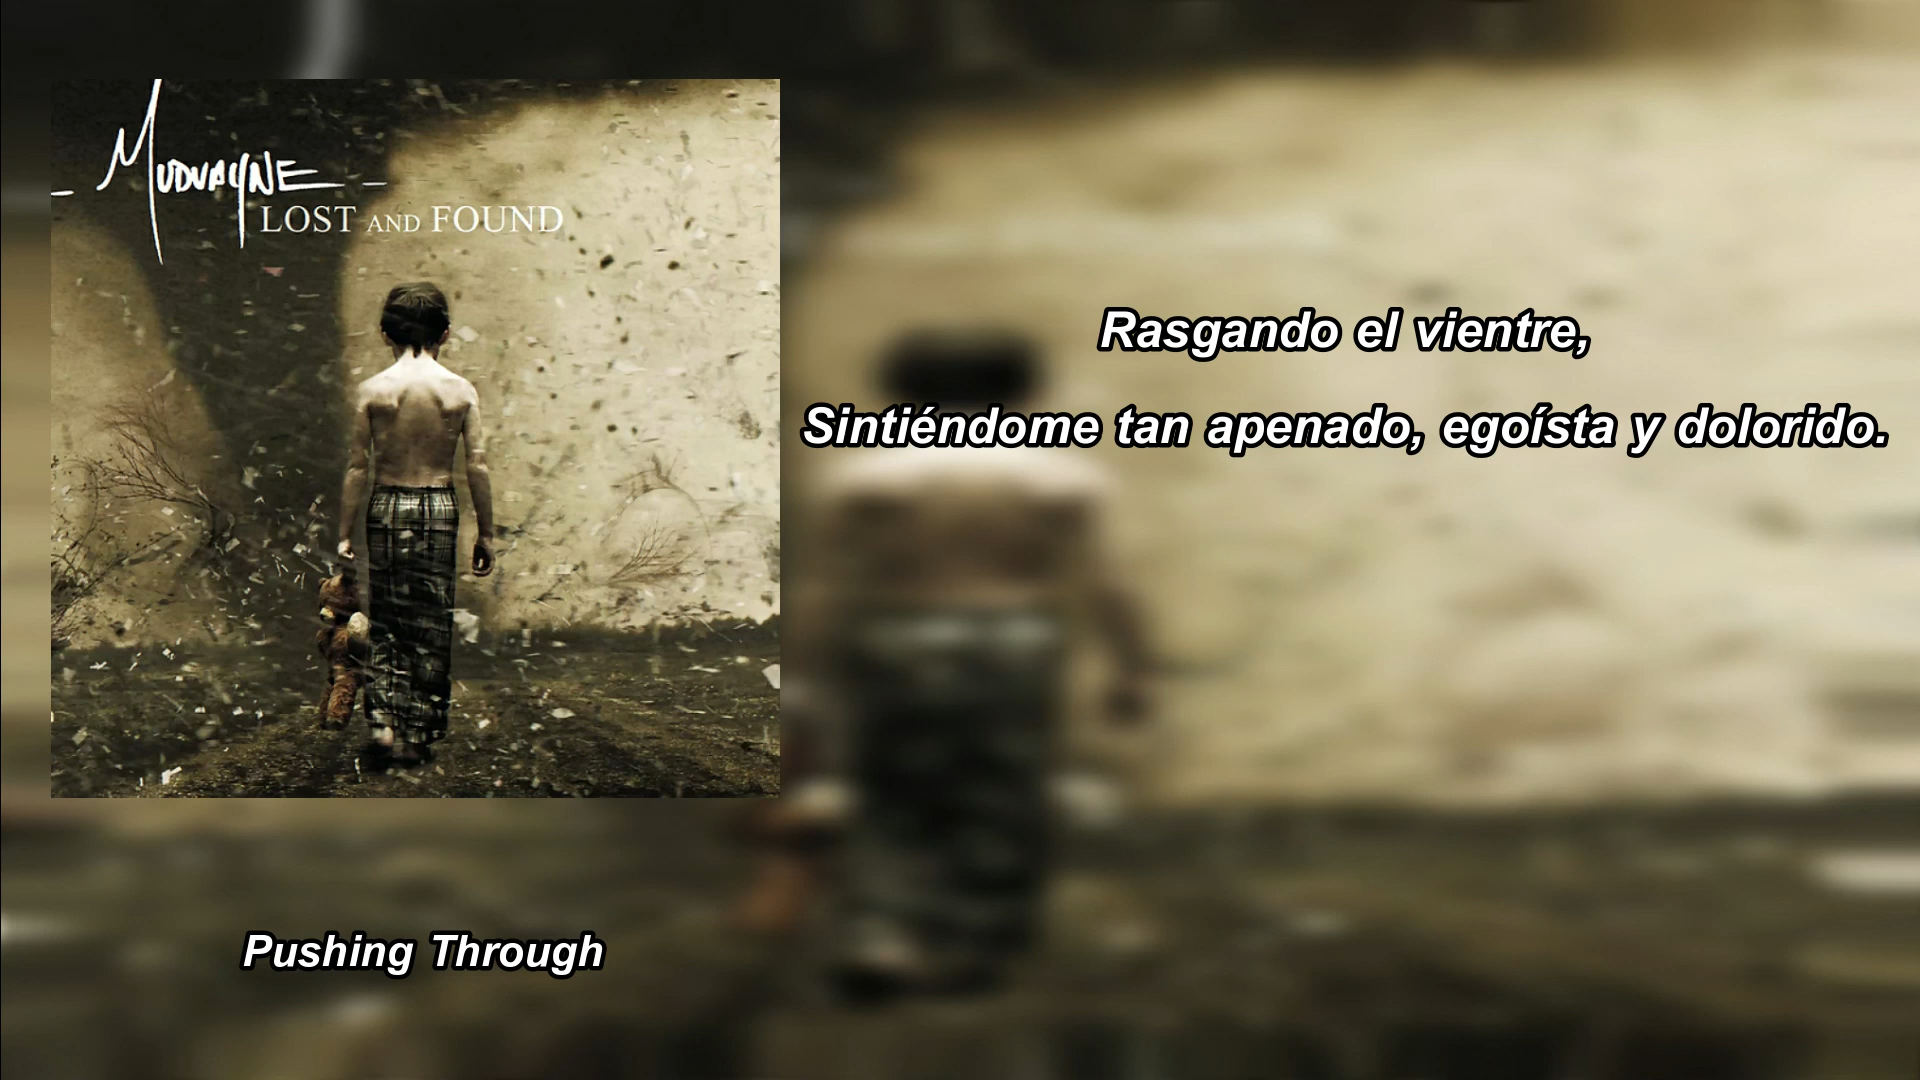 MUDVAYNE
LOST AND FOUND
Rasgando el vientre,
Sintiéndome tan apenado, egoísta y dolorido.
Pushing Through